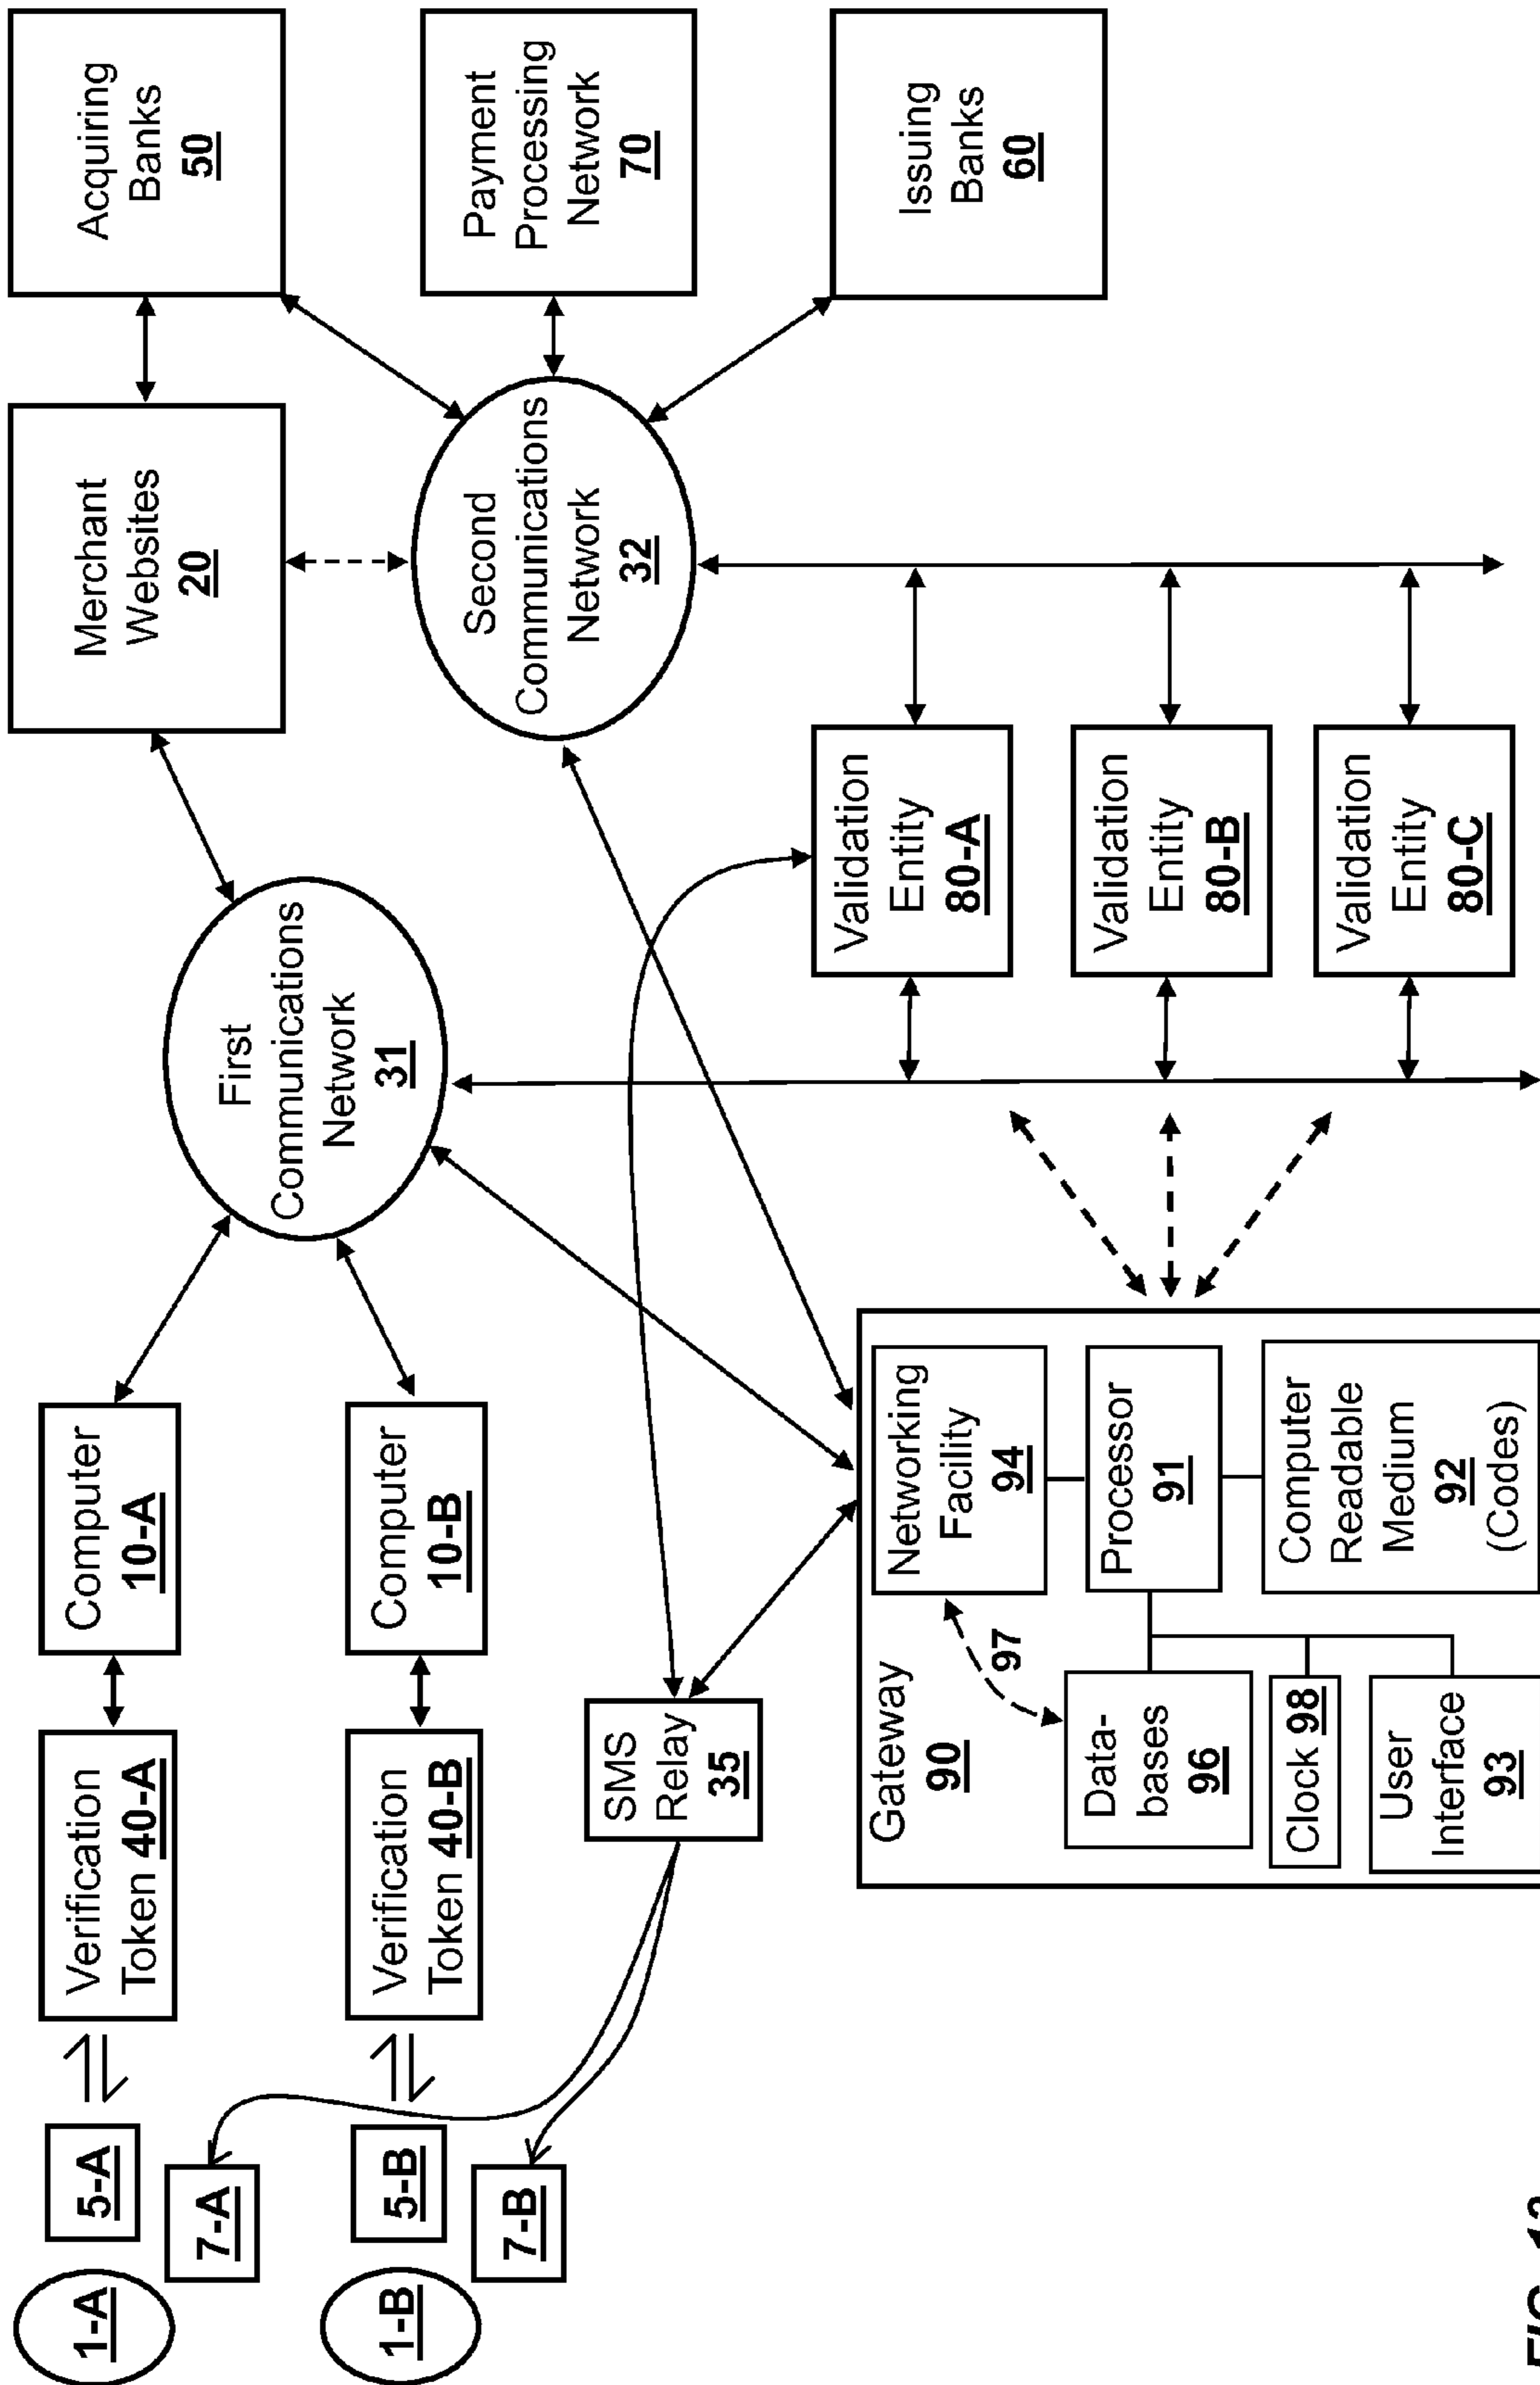 1-A
5-A
7-A
Verification
Token 40-A
Computer
10-A
First
Communications
Network
31
Merchant
Websites
20
Acquiring
Banks
50
1-B
5-B
7-B
Verification
Token 40-B
Computer
10-B
Second
Communications
Network
32
Payment
Processing
Network
70
SMS
Relay
35
Issuing
Banks
60
Gateway
90
97
Networking
Facility
94
Data-
bases
96
Processor
91
Clock 98
User
Interface
93
Computer
Readable
Medium
92
(Codes)
Validation
Entity
80-A
Validation
Entity
80-B
Validation
Entity
80-C
FIG.